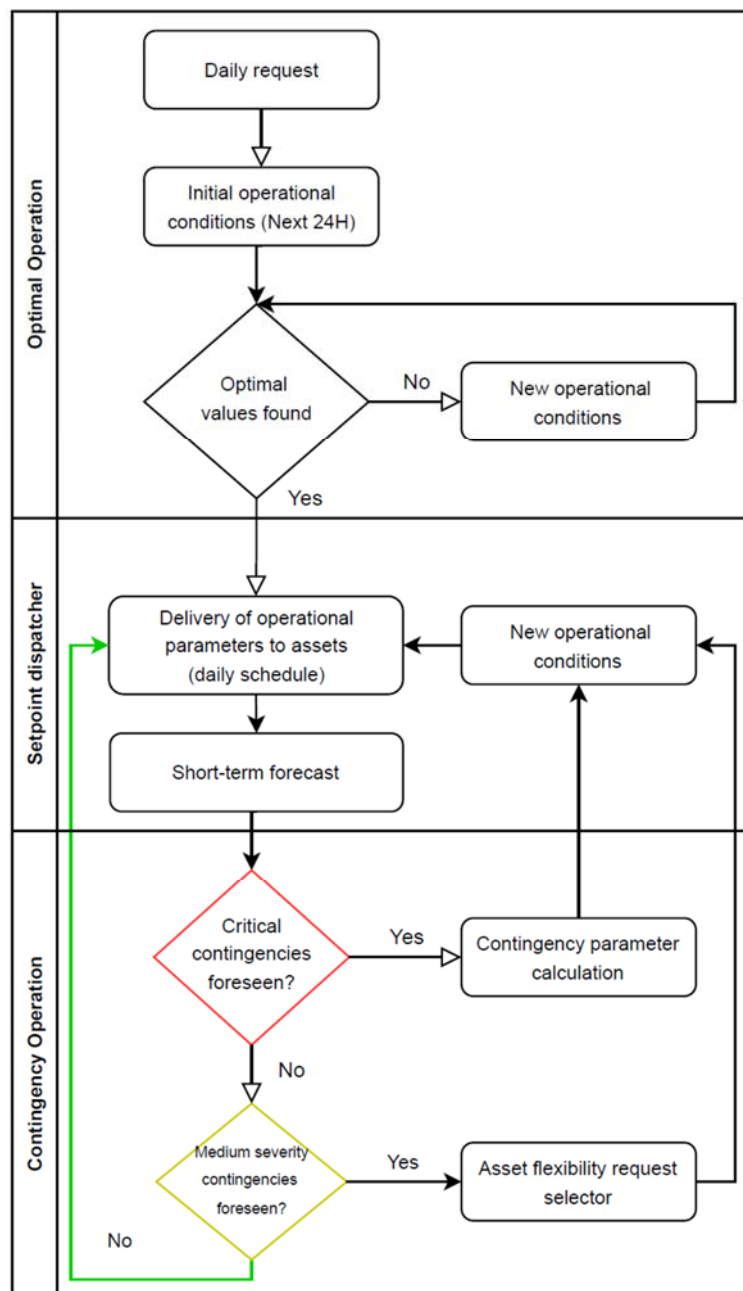 Optimal Operation
Daily request
Initial operational
conditions (Next 24H)
Optimal
values found
No
New operational
conditions
Yes
Setpoint dispatcher
Delivery of operational
parameters to assets
(daily schedule)
New operational
conditions
Short-term forecast
Contingency Operation
Critical
contingencies
foreseen?
Yes
Contingency parameter
calculation
No
Medium severity
contingencies
foreseen?
Yes
Asset flexibility request
selector
No